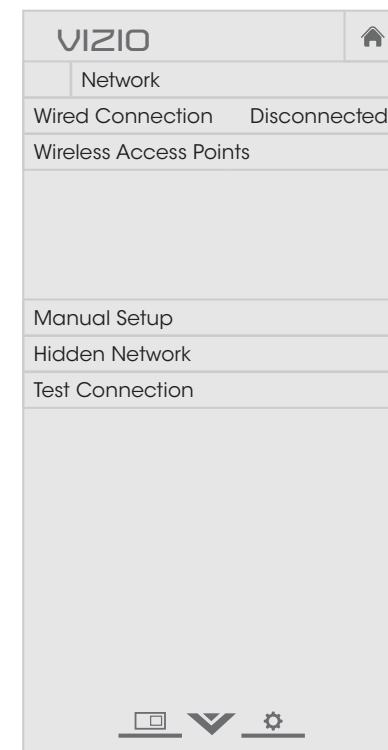 VIZIO
Network
Wired Connection Disconnected
Wireless Access Points
Manual Setup
Hidden Network
Test Connection